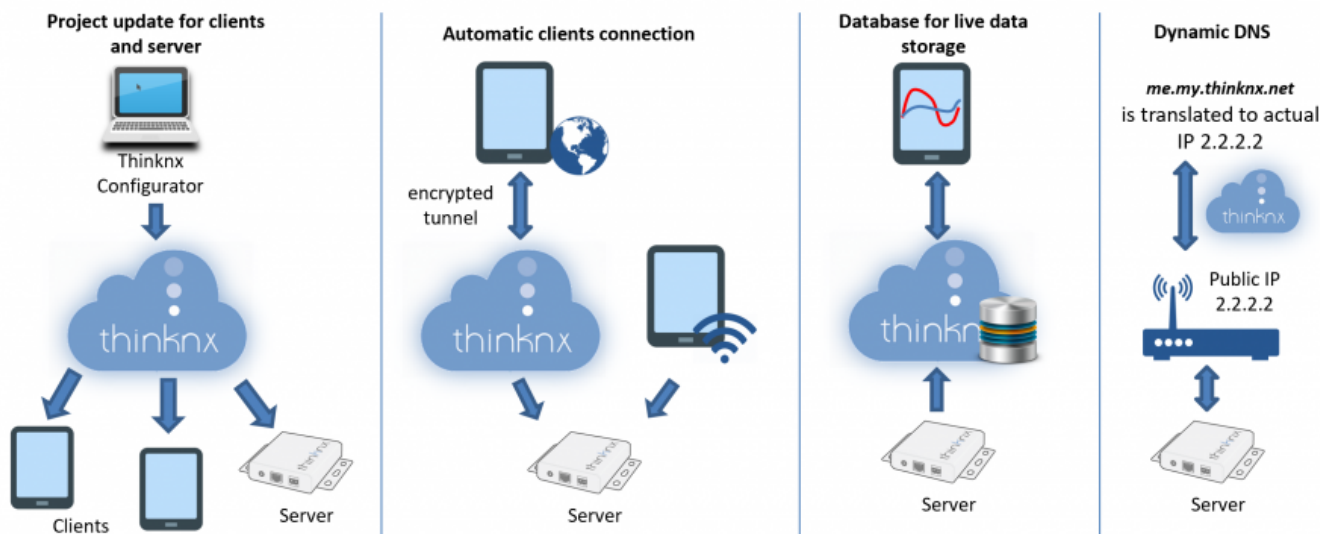 Project update for clients
and server
Thinknx
Configurator
thinknx
Clients
Server
Automatic clients connection
encrypted
tunnel
thinknx
Server
Database for live data
storage
thinknx
Server
Dynamic DNS
me.my.thinknx.net
is translated to actual
IP 2.2.2.2
thinknx
Public IP
2.2.2.2
Server